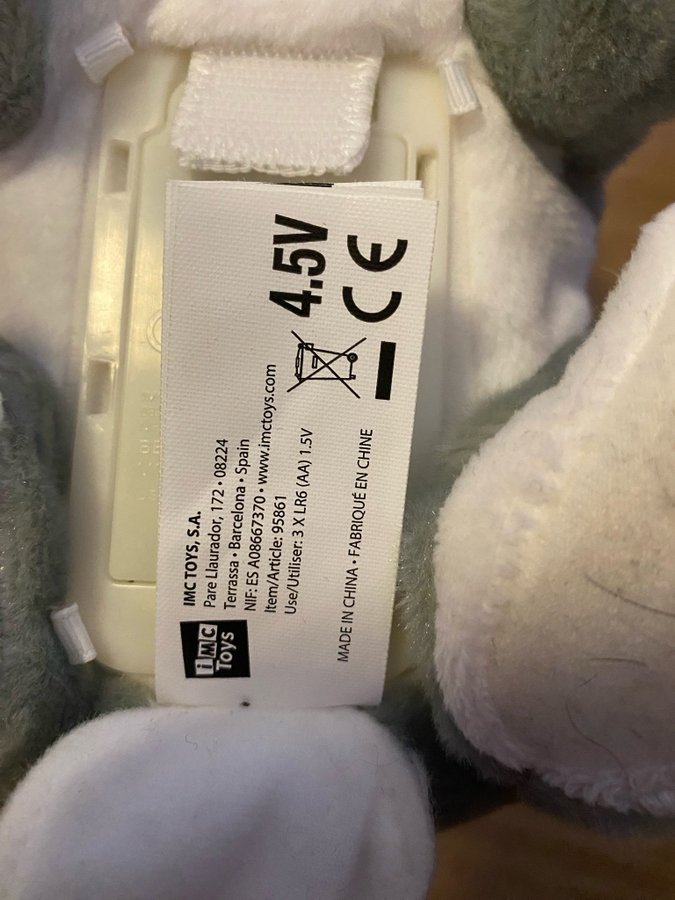 iMC
Toys
IMC TOYS, S.A.
Pare Llaurador, 172 • 08224
Terrassa • Barcelona • Spain
NIF: ES A08667370 • www.imctoys.com
Item/Article: 95861
Use/Utiliser: 3 X LR6 (AA) 1.5V
MADE IN CHINA • FABRIQUÉ EN CHINE
4.5V
CE